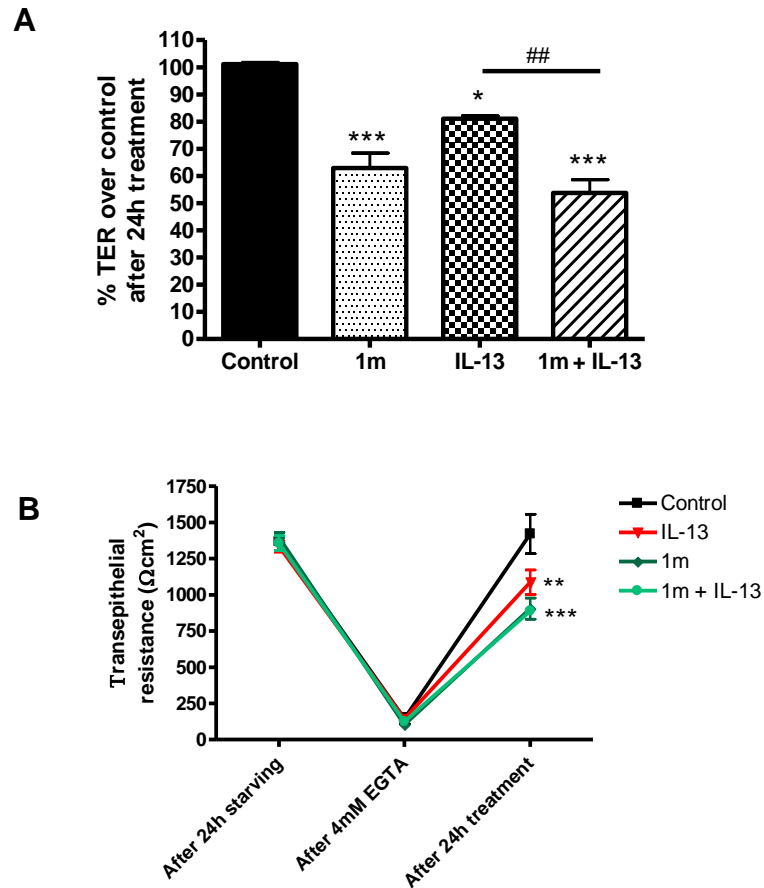 A
% TER over control
after 24h treatment
110
100
90
80
70
60
50
40
30
20
10
0
***
*
##
***
Control
1m
IL-13
1m + IL-13
B
Transepithelial
resistance (Ωcm²)
1750
1500
1250
1000
750
500
250
0
**
***
After 24h starving
After 4mM EGTA
After 24h treatment
Control
IL-13
1m
1m + IL-13